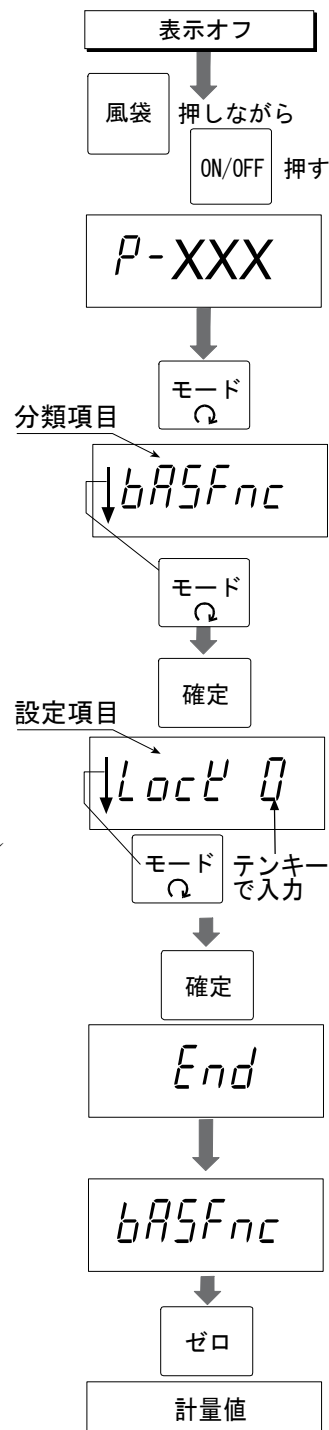 表示オフ
風袋 押しながら
ON/OFF 押す
P-XXX
モード
分類項目
bASFnc
モード
確定
設定項目
LocK 0
モード テンキー
で入力
確定
End
bASFnc
ゼロ
計量値